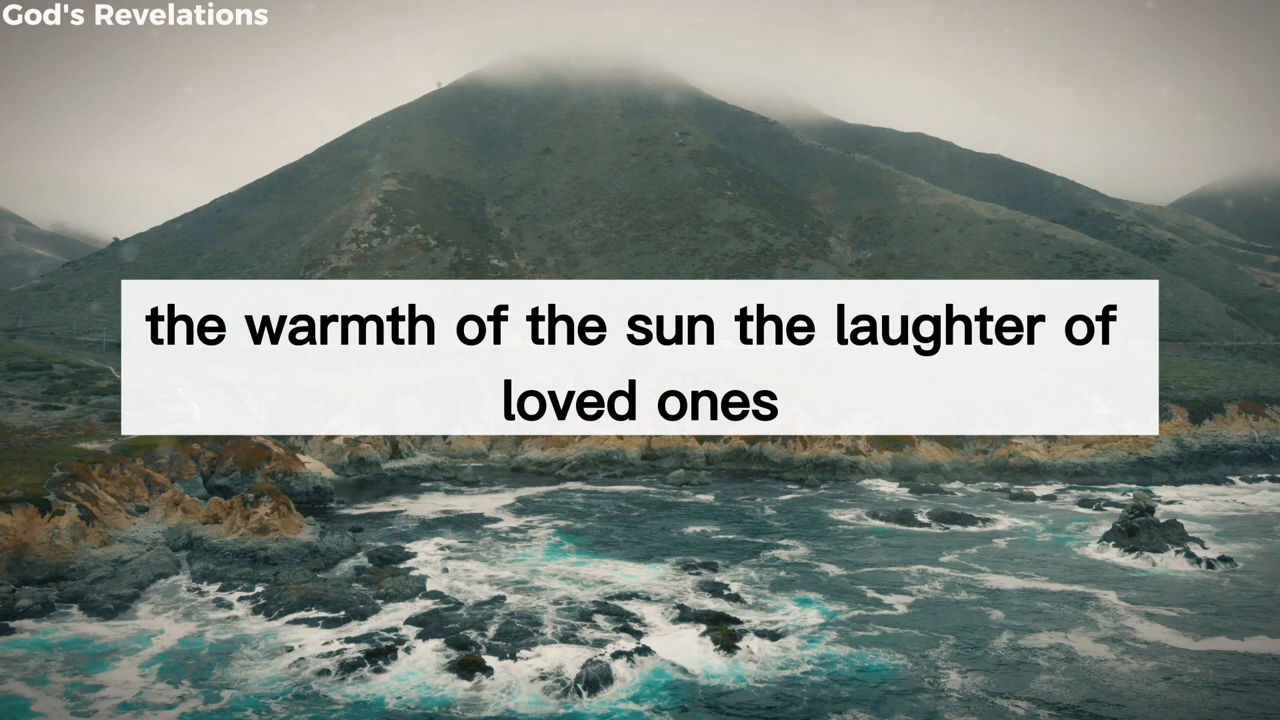 God's Revelations
the warmth of the sun the laughter of
loved ones